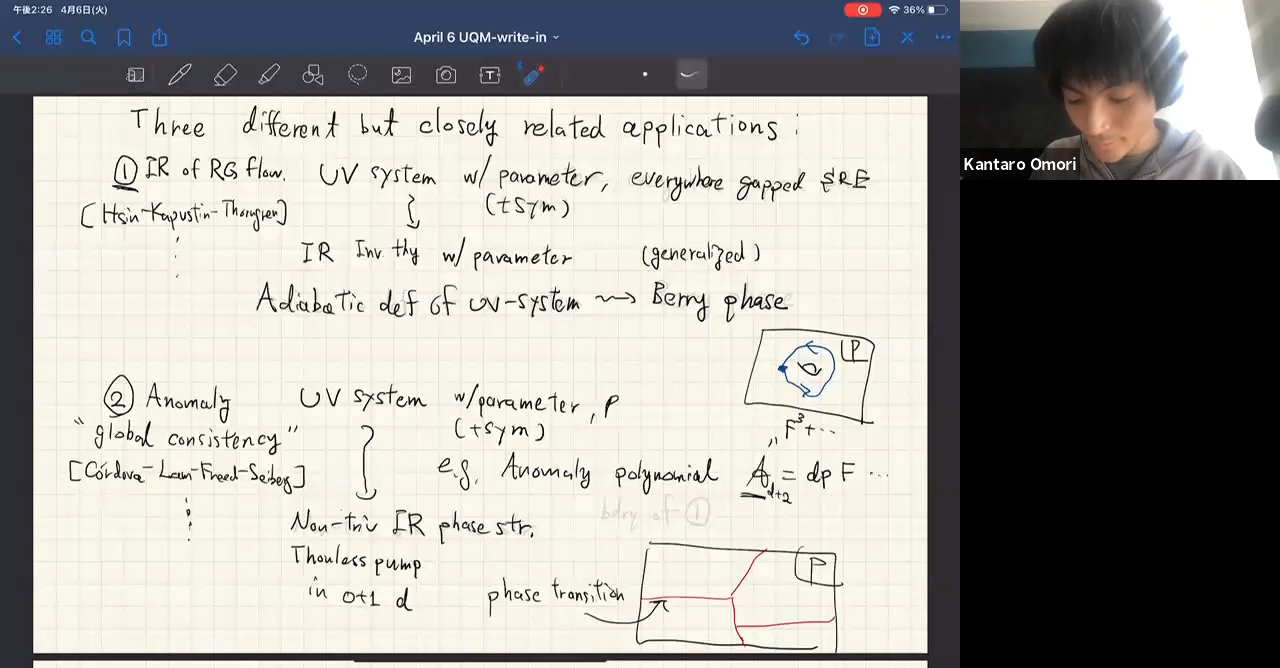 午後2:26 4月6日(火)
36%
April 6 UQM-write-in
Kantaro Omori
Three different but closely related applications :
① IR of RG flow. UV system w/ parameter, everywhere gapped SRE
[Hsin-Kapustin-Thorngren] (+Sym)
IR Inv thy w/ parameter (generalized)
Adiabatic def of UV-system ⇝ Berry phase
P
② Anomaly UV system w/parameter, P
"global consistency" (+sym)
" F³+…
[Córdova-Lam-Freed-Seiberg] e.g. Anomaly polynomial A_{d+2} = dp F …
Non-triv IR phase str. bdry of ①
Thouless pump
in 0+1 d phase transition P